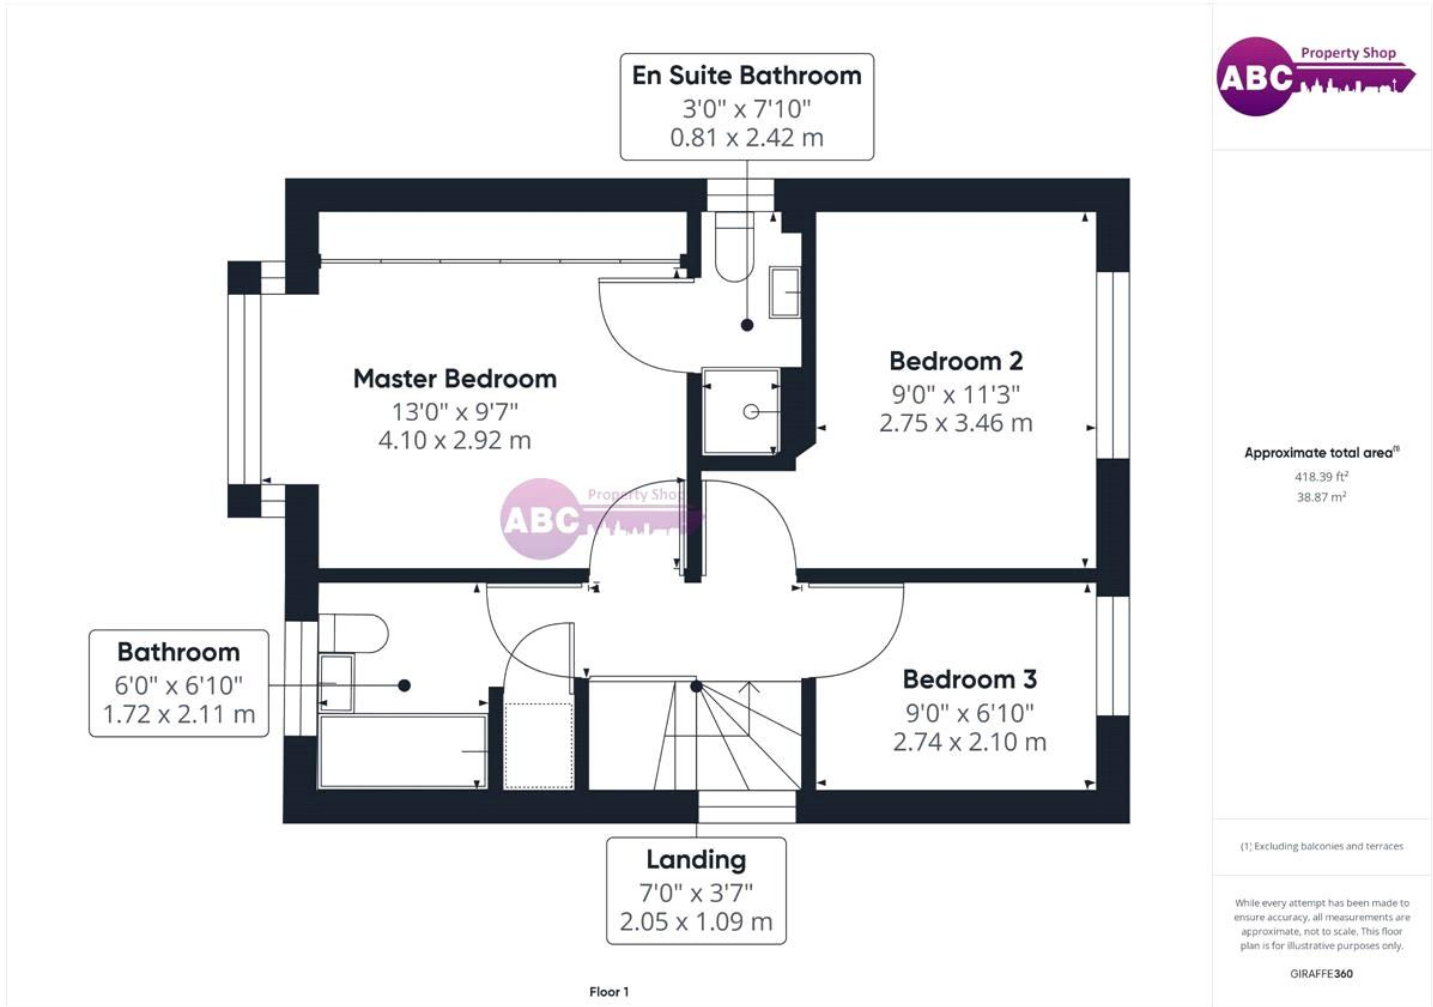 En Suite Bathroom
3'0" x 7'10"
0.81 x 2.42 m
ABC Property Shop
Master Bedroom
13'0" x 9'7"
4.10 x 2.92 m
Bedroom 2
9'0" x 11'3"
2.75 x 3.46 m
ABC Property Shop
Bathroom
6'0" x 6'10"
1.72 x 2.11 m
Bedroom 3
9'0" x 6'10"
2.74 x 2.10 m
Landing
7'0" x 3'7"
2.05 x 1.09 m
Floor 1
Approximate total area(1)
418.39 ft²
38.87 m²
(1) Excluding balconies and terraces
While every attempt has been made to
ensure accuracy, all measurements are
approximate, not to scale. This floor
plan is for illustrative purposes only.
GIRAFFE360